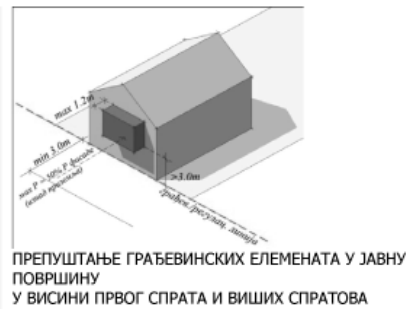 max 1.2m
min 3.0m
max P = 50% P фасаде
(изнад приземља)
>3.0m
грађев./регулац. линија
ПРЕПУШТАЊЕ ГРАЂЕВИНСКИХ ЕЛЕМЕНАТА У ЈАВНУ
ПОВРШИНУ
У ВИСИНИ ПРВОГ СПРАТА И ВИШИХ СПРАТОВА